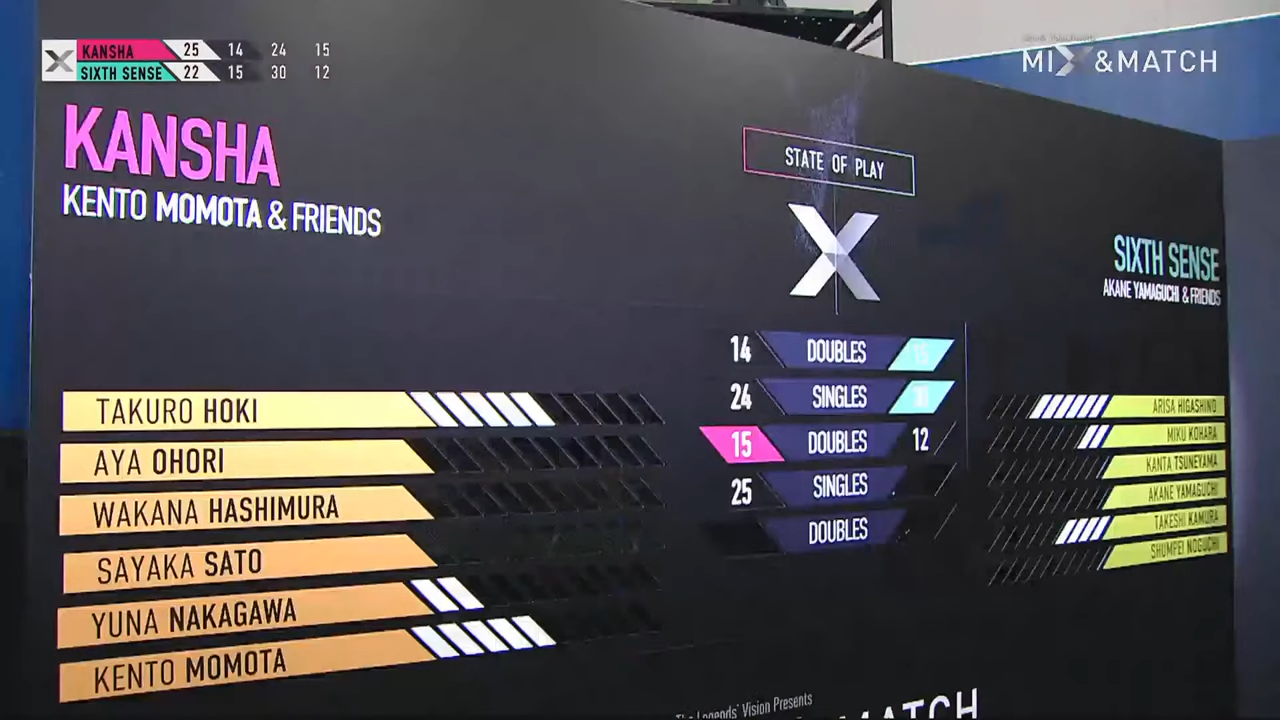 KANSHA 25 14 24 15
SIXTH SENSE 22 15 30 12
MIX&MATCH
KANSHA
KENTO MOMOTA & FRIENDS
STATE OF PLAY
X
SIXTH SENSE
AKANE YAMAGUCHI & FRIENDS
14 DOUBLES 15
24 SINGLES
15 DOUBLES 12
25 SINGLES
DOUBLES
TAKURO HOKI
AYA OHORI
WAKANA HASHIMURA
SAYAKA SATO
YUNA NAKAGAWA
KENTO MOMOTA
ARISA HIGASHINO
MIKU KOHARA
KANTA TSUNEYAMA
AKANE YAMAGUCHI
TAKESHI KAMURA
SHUMPEI NOGUCHI
The Legends' Vision Presents
MATCH